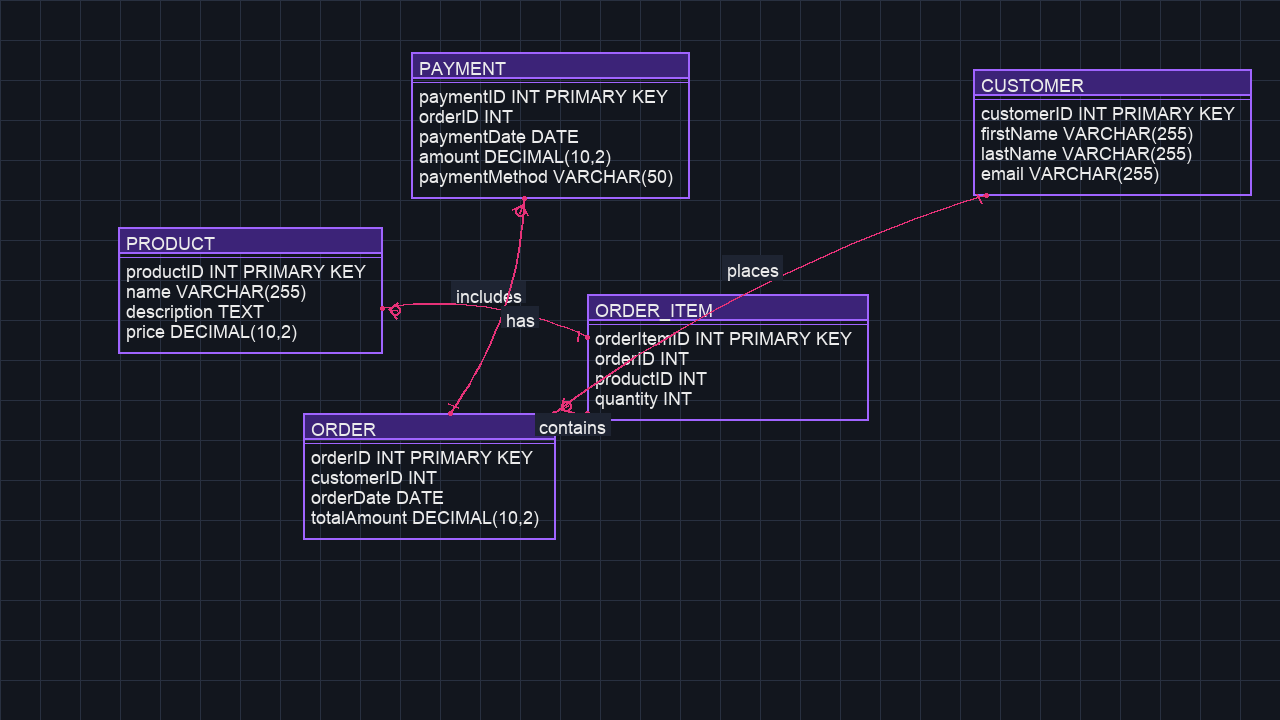 PAYMENT
paymentID INT PRIMARY KEY
orderID INT
paymentDate DATE
amount DECIMAL(10,2)
paymentMethod VARCHAR(50)
CUSTOMER
customerID INT PRIMARY KEY
firstName VARCHAR(255)
lastName VARCHAR(255)
email VARCHAR(255)
PRODUCT
productID INT PRIMARY KEY
name VARCHAR(255)
description TEXT
price DECIMAL(10,2)
includes
has
places
ORDER_ITEM
orderItemID INT PRIMARY KEY
orderID INT
productID INT
quantity INT
contains
ORDER
orderID INT PRIMARY KEY
customerID INT
orderDate DATE
totalAmount DECIMAL(10,2)